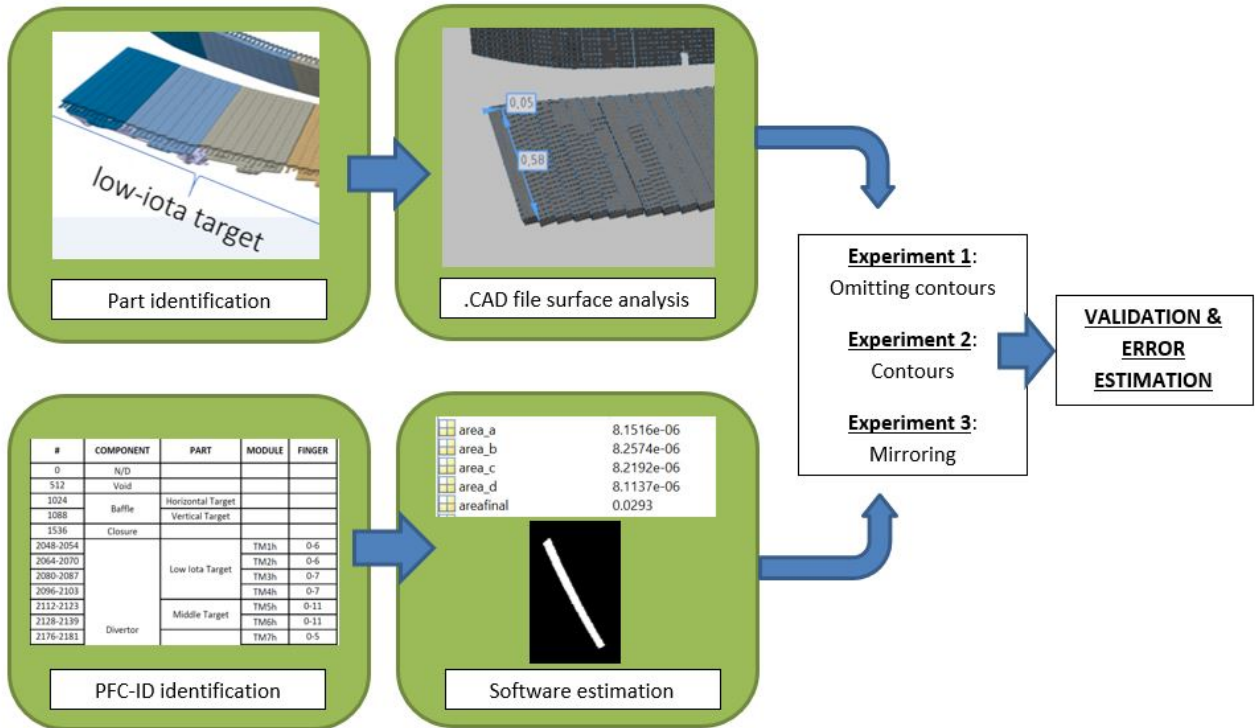 low-iota target
Part identification
0,05
0,58
.CAD file surface analysis
Experiment 1:
Omitting contours
Experiment 2:
Contours
Experiment 3:
Mirroring
VALIDATION &
ERROR
ESTIMATION
# COMPONENT PART MODULE FINGER
0 N/D
512 Void
1024 Baffle Horizontal Target
1088 Vertical Target
1536 Closure
2048-2054 Divertor Low Iota Target TM1h 0-6
2064-2070 TM2h 0-6
2080-2087 TM3h 0-7
2096-2103 TM4h 0-7
2112-2123 Middle Target TM5h 0-11
2128-2139 TM6h 0-11
2176-2181 TM7h 0-5
PFC-ID identification
area_a 8.1516e-06
area_b 8.2574e-06
area_c 8.2192e-06
area_d 8.1137e-06
areafinal 0.0293
Software estimation